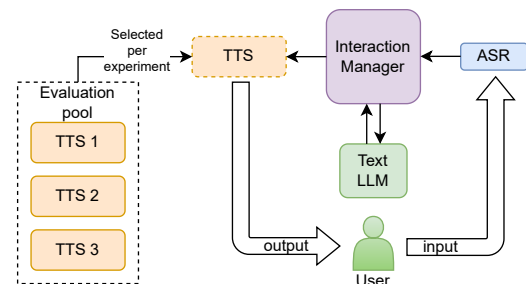 Selected
per
experiment
TTS
Interaction
Manager
ASR
Evaluation
pool
TTS 1
TTS 2
TTS 3
Text
LLM
output
input
User